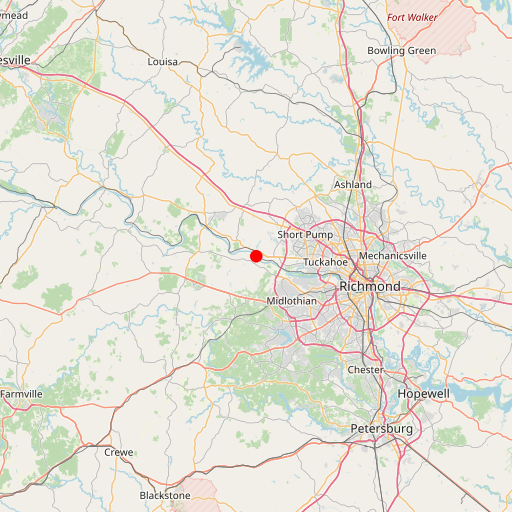 Fort Walker
Bowling Green
ymead
Louisa
esville
Ashland
Short Pump
Mechanicsville
Tuckahoe
Richmond
Midlothian
Chester
Hopewell
Farmville
Petersburg
Crewe
Blackstone